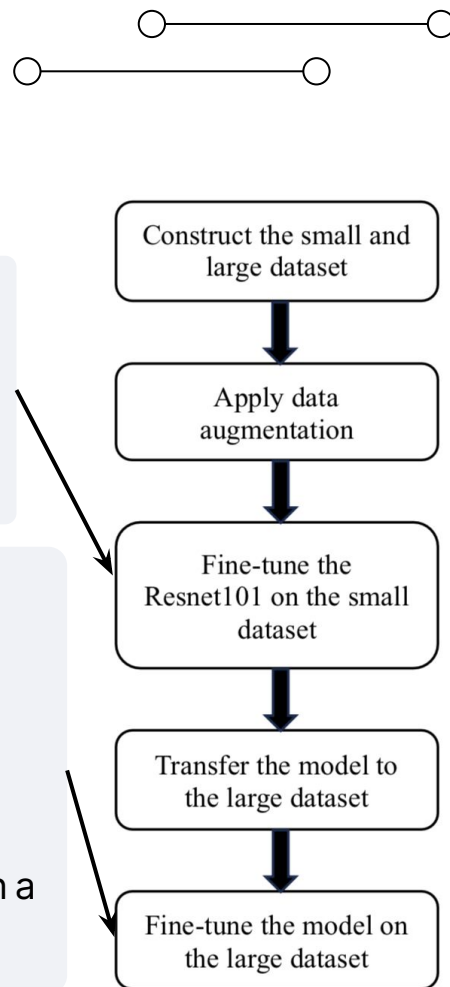 Construct the small and
large dataset
Apply data
augmentation
Fine-tune the
Resnet101 on the small
dataset
Transfer the model to
the large dataset
a
Fine-tune the model on
the large dataset